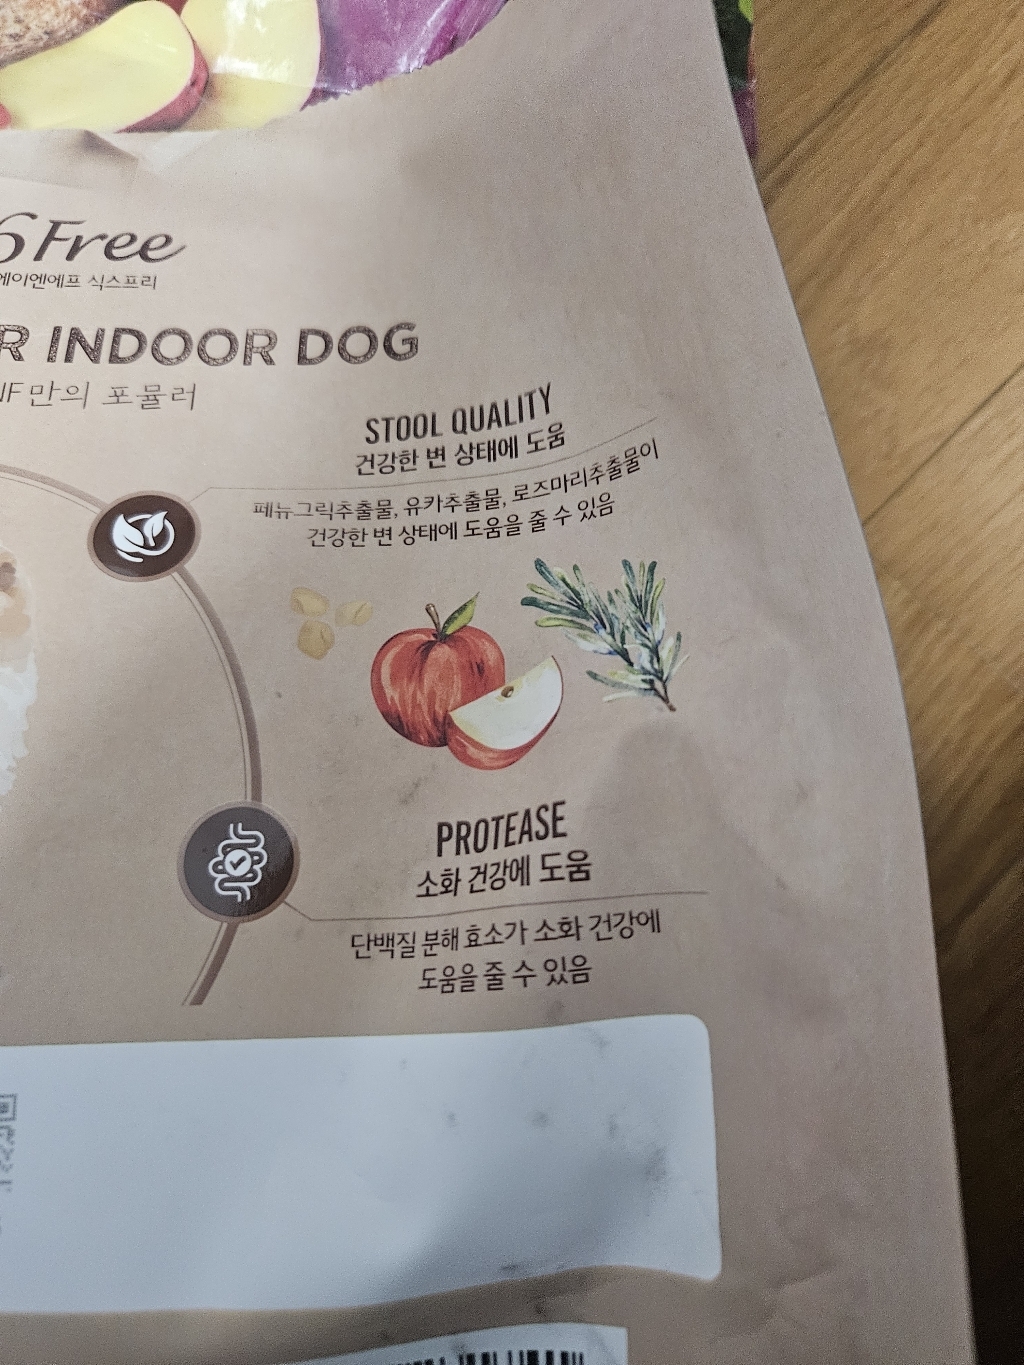 6 Free
에이엔에프 식스프리
R INDOOR DOG
NF만의 포뮬러
STOOL QUALITY
건강한 변 상태에 도움
페뉴그릭추출물, 유카추출물, 로즈마리추출물이
건강한 변 상태에 도움을 줄 수 있음
PROTEASE
소화 건강에 도움
단백질 분해 효소가 소화 건강에
도움을 줄 수 있음